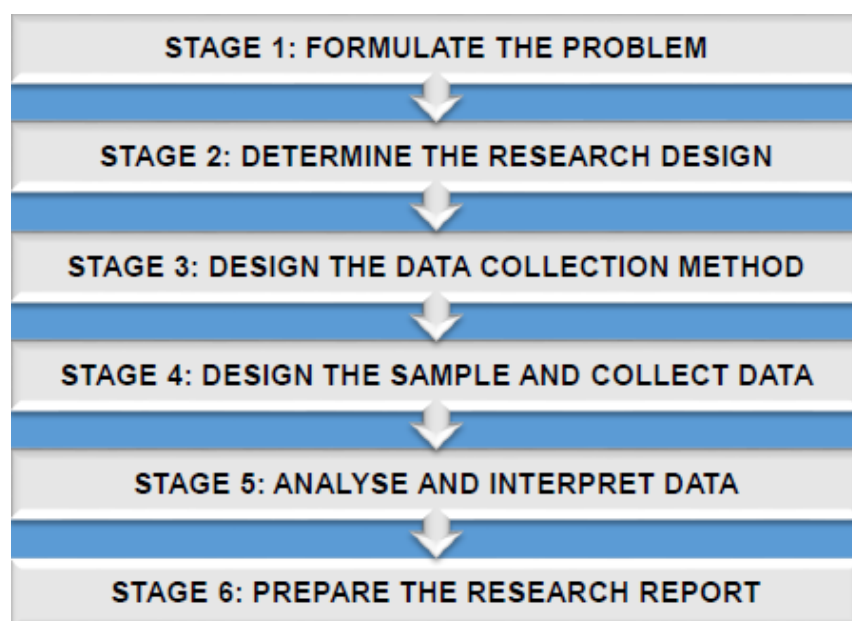 STAGE 1: FORMULATE THE PROBLEM
STAGE 2: DETERMINE THE RESEARCH DESIGN
STAGE 3: DESIGN THE DATA COLLECTION METHOD
STAGE 4: DESIGN THE SAMPLE AND COLLECT DATA
STAGE 5: ANALYSE AND INTERPRET DATA
STAGE 6: PREPARE THE RESEARCH REPORT